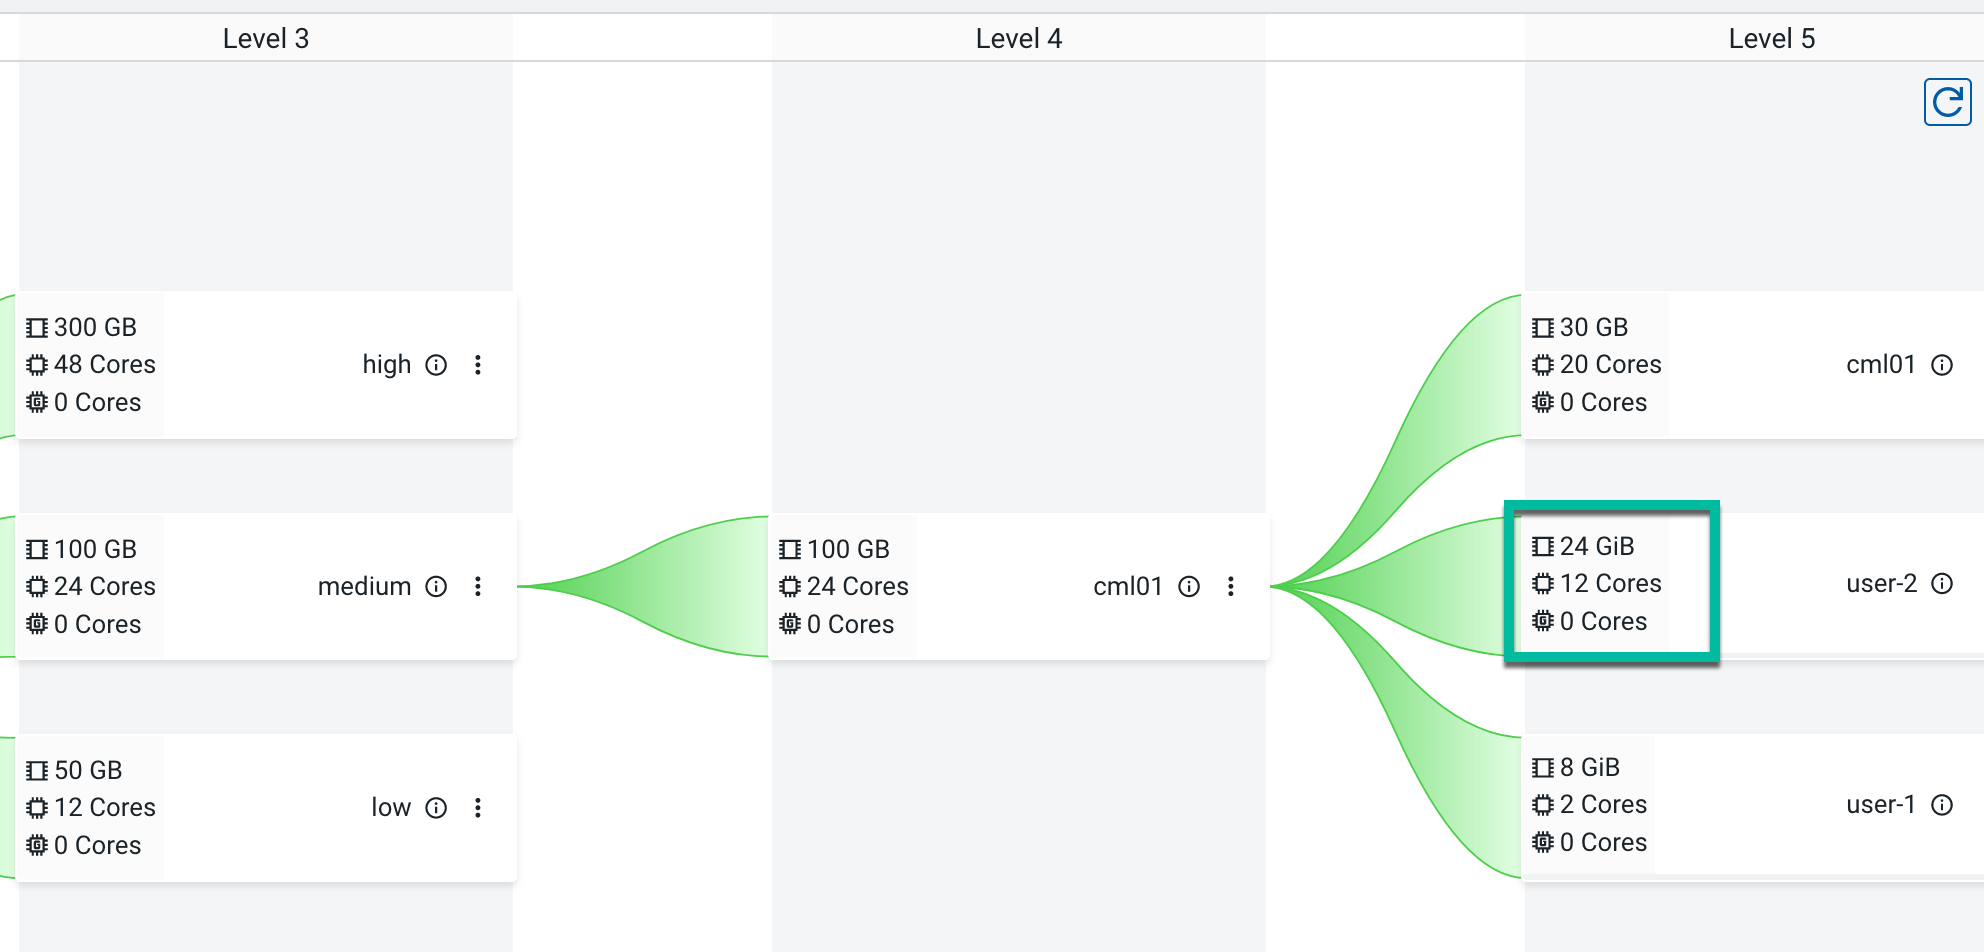 Level 3
Level 4
Level 5
300 GB
48 Cores
0 Cores
high
100 GB
24 Cores
0 Cores
medium
50 GB
12 Cores
0 Cores
low
100 GB
24 Cores
0 Cores
cml01
30 GB
20 Cores
0 Cores
cml01
24 GiB
12 Cores
0 Cores
user-2
8 GiB
2 Cores
0 Cores
user-1